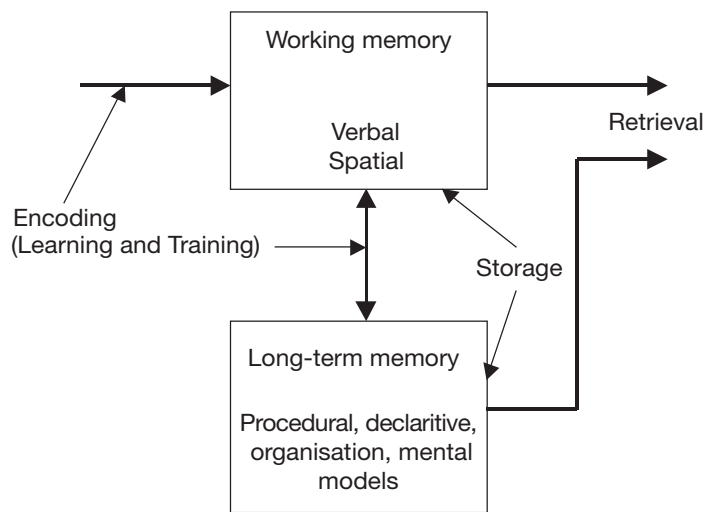 Working memory
Verbal
Spatial
Retrieval
Encoding
(Learning and Training)
Storage
Long-term memory
Procedural, declaritive,
organisation, mental
models